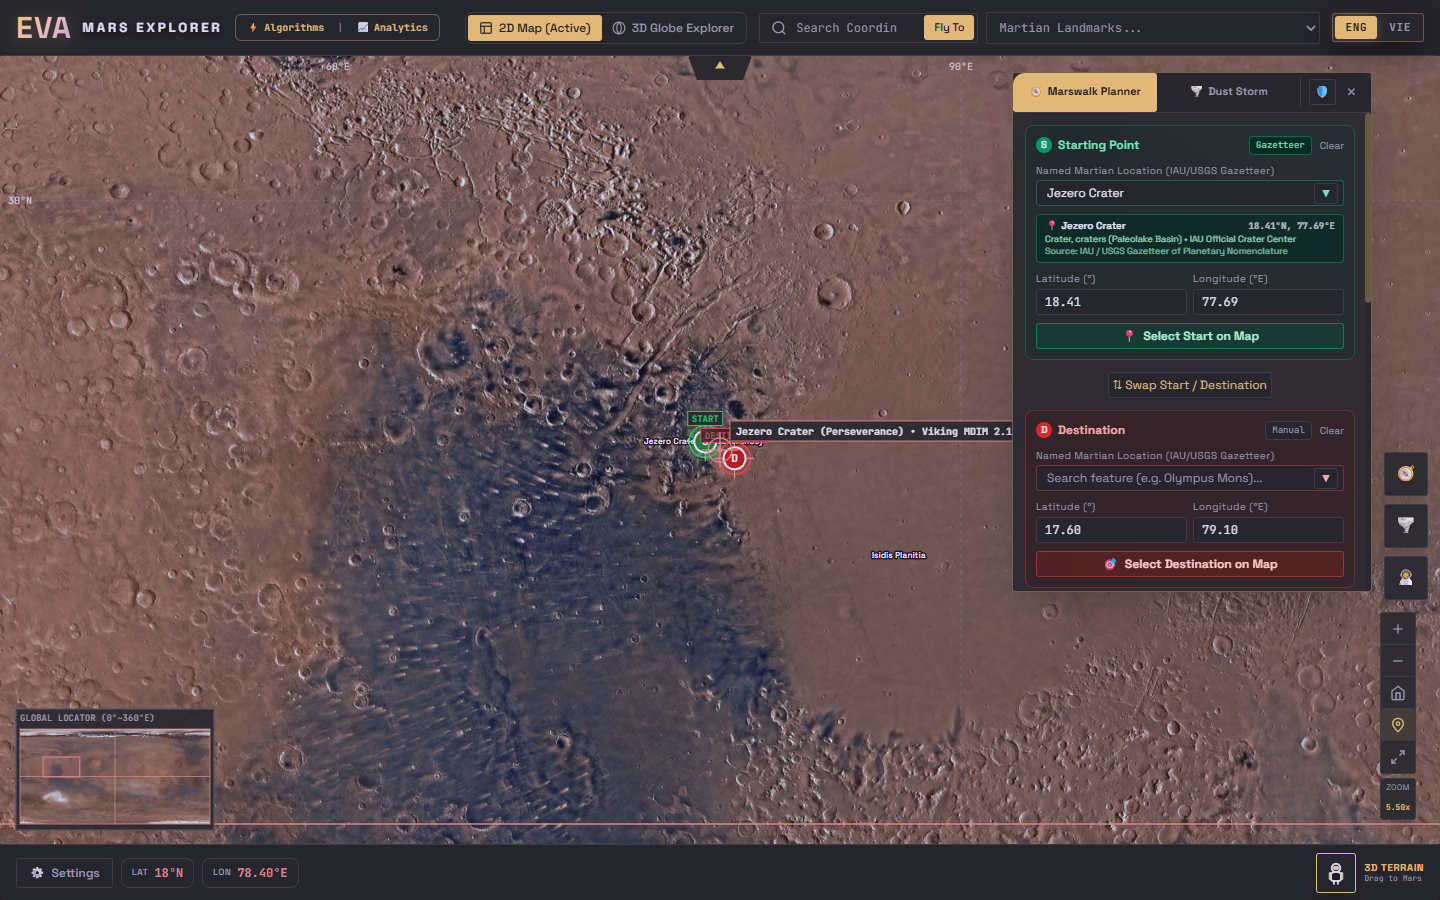 EVA MARS EXPLORER
Algorithms | Analytics
2D Map (Active)
3D Globe Explorer
Search Coordin
Fly To
Martian Landmarks...
ENG VIE
60°E
90°E
30°N
Marswalk Planner
Dust Storm
×
S Starting Point
Gazetteer
Clear
Named Martian Location (IAU/USGS Gazetteer)
Jezero Crater
Jezero Crater 18.41°N, 77.69°E
Crater, craters (Paleolake Basin) • IAU Official Crater Center
Source: IAU / USGS Gazetteer of Planetary Nomenclature
Latitude (°) Longitude (°E)
18.41 77.69
Select Start on Map
⇅ Swap Start / Destination
D Destination
Manual
Clear
Named Martian Location (IAU/USGS Gazetteer)
Search feature (e.g. Olympus Mons)...
Latitude (°) Longitude (°E)
17.60 79.10
Select Destination on Map
START
Jezero Crater (Perseverance) • Viking MDIM 2.1
D
Isidis Planitia
GLOBAL LOCATOR (0°-360°E)
ZOOM
5.50x
Settings
LAT 18°N
LON 78.40°E
3D TERRAIN
Drag to Mars